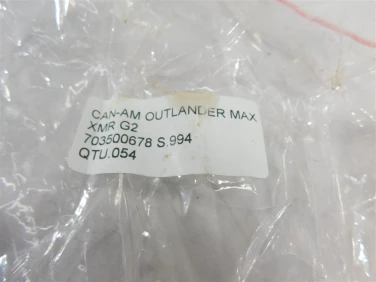 CAN-AM OUTLANDER MAX
XMR G2
703500678 S.994
QTU.054